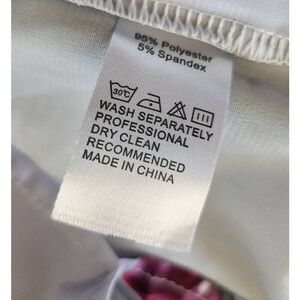 95% Polyester
5% Spandex
30°C
WASH SEPARATELY
PROFESSIONAL
DRY CLEAN
RECOMMENDED
MADE IN CHINA